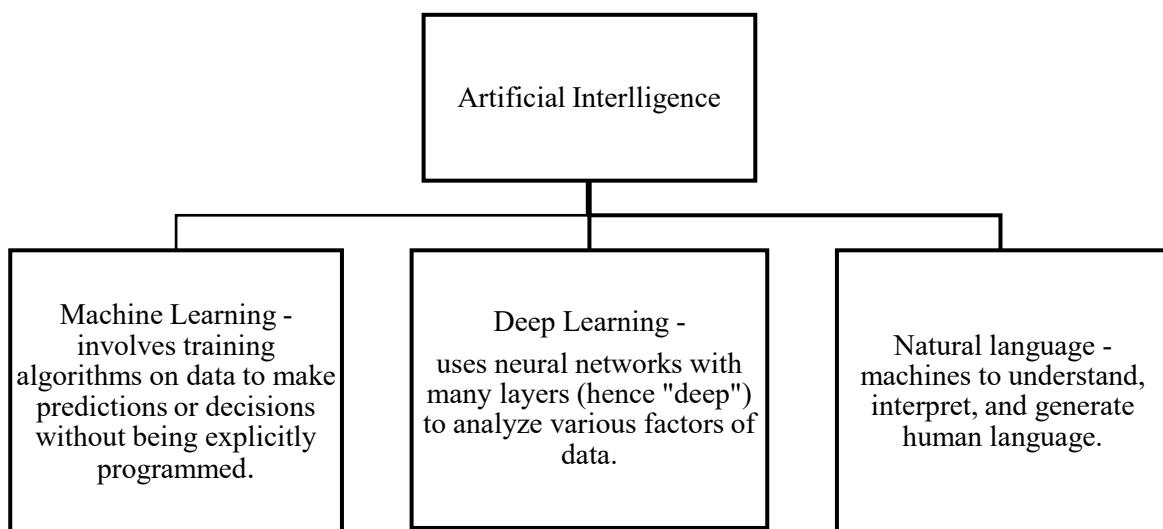 Artificial Interlligence
Machine Learning -
involves training
algorithms on data to make
predictions or decisions
without being explicitly
programmed.
Deep Learning -
uses neural networks with
many layers (hence "deep")
to analyze various factors of
data.
Natural language -
machines to understand,
interpret, and generate
human language.